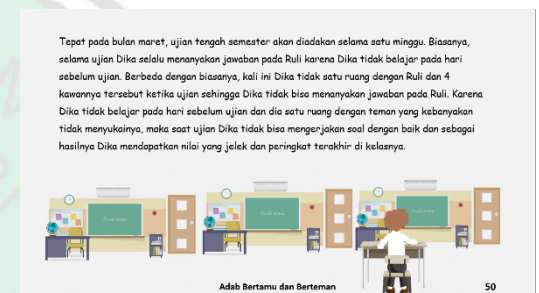 Tepat pada bulan maret, ujian tengah semester akan diadakan selama satu minggu. Biasanya,
selama ujian Dika selalu menanyakan jawaban pada Ruli karena Dika tidak belajar pada hari
sebelum ujian. Berbeda dengan biasanya, kali ini Dika tidak satu ruang dengan Ruli dan 4
kawannya tersebut ketika ujian sehingga Dika tidak bisa menanyakan jawaban pada Ruli. Karena
Dika tidak belajar pada hari sebelum ujian dan dia satu ruang dengan teman yang kebanyakan
tidak menyukainya, maka saat ujian Dika tidak bisa mengerjakan soal dengan baik dan sebagai
hasilnya Dika mendapatkan nilai yang jelek dan peringkat terakhir di kelasnya.
Adab Bertamu dan Berteman
50